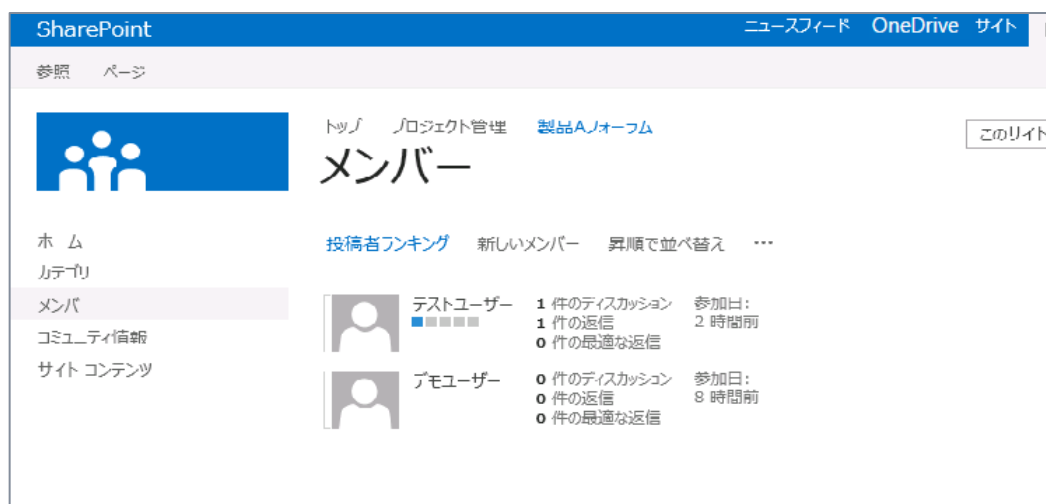 SharePoint ニュースフィード OneDrive サイト
参照 ページ
トップ プロジェクト管理 製品Aフォーラム
このサイト
メンバー
ホーム
カテゴリ
メンバ
コミュニティ情報
サイト コンテンツ
投稿者ランキング 新しいメンバー 昇順で並べ替え ···
テストユーザー 1 件のディスカッション 参加日:
1 件の返信 2 時間前
0 件の最適な返信
デモユーザー 0 件のディスカッション 参加日:
0 件の返信 8 時間前
0 件の最適な返信